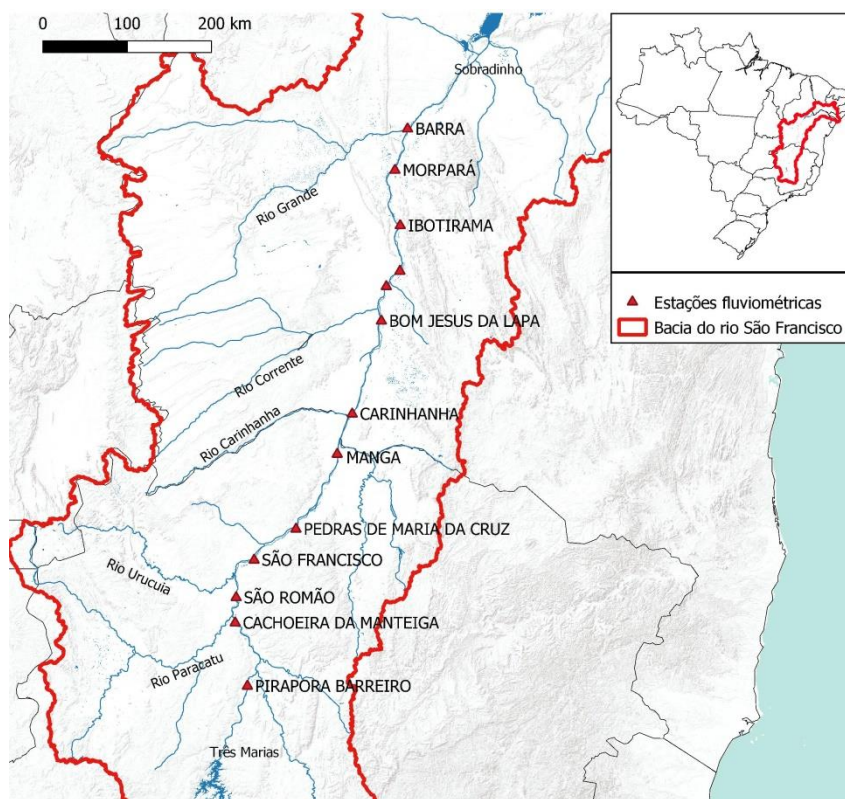 0 100 200 km
Sobradinho
BARRA
MORPARÁ
Rio Grande
IBOTIRAMA
Estações fluviométricas
Bacia do rio São Francisco
BOM JESUS DA LAPA
Rio Corrente
CARINHANHA
Rio Carinhanha
MANGA
PEDRAS DE MARIA DA CRUZ
SÃO FRANCISCO
Rio Urucuia
SÃO ROMÃO
CACHOEIRA DA MANTEIGA
Rio Paracatu
PIRAPORA BARREIRO
Três Marias